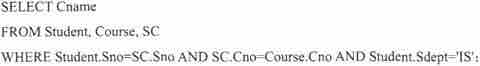 SELECT Cname
FROM Student, Course, SC
WHERE Student.Sno=SC.Sno AND SC.Cno=Course.Cno AND Student.Sdept='IS';